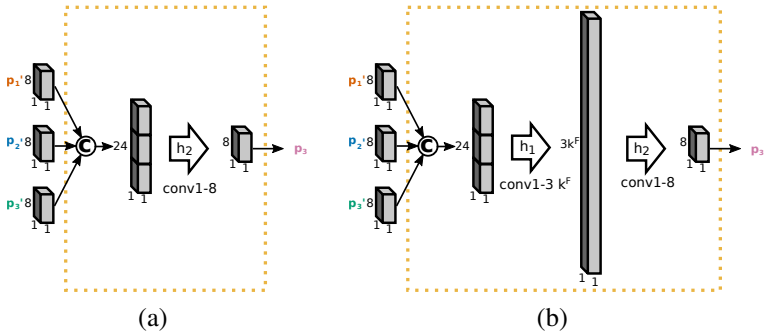 p₁' 8
1 1
p₂' 8
1 1
p₃' 8
1 1
C
24
1 1
h₂
conv1-8
8
1 1
p₃
(a)
p₁' 8
1 1
p₂' 8
1 1
p₃' 8
1 1
C
24
1 1
h₁
conv1-3 kᶠ
3kᶠ
1 1
h₂
conv1-8
8
1 1
p₃
(b)